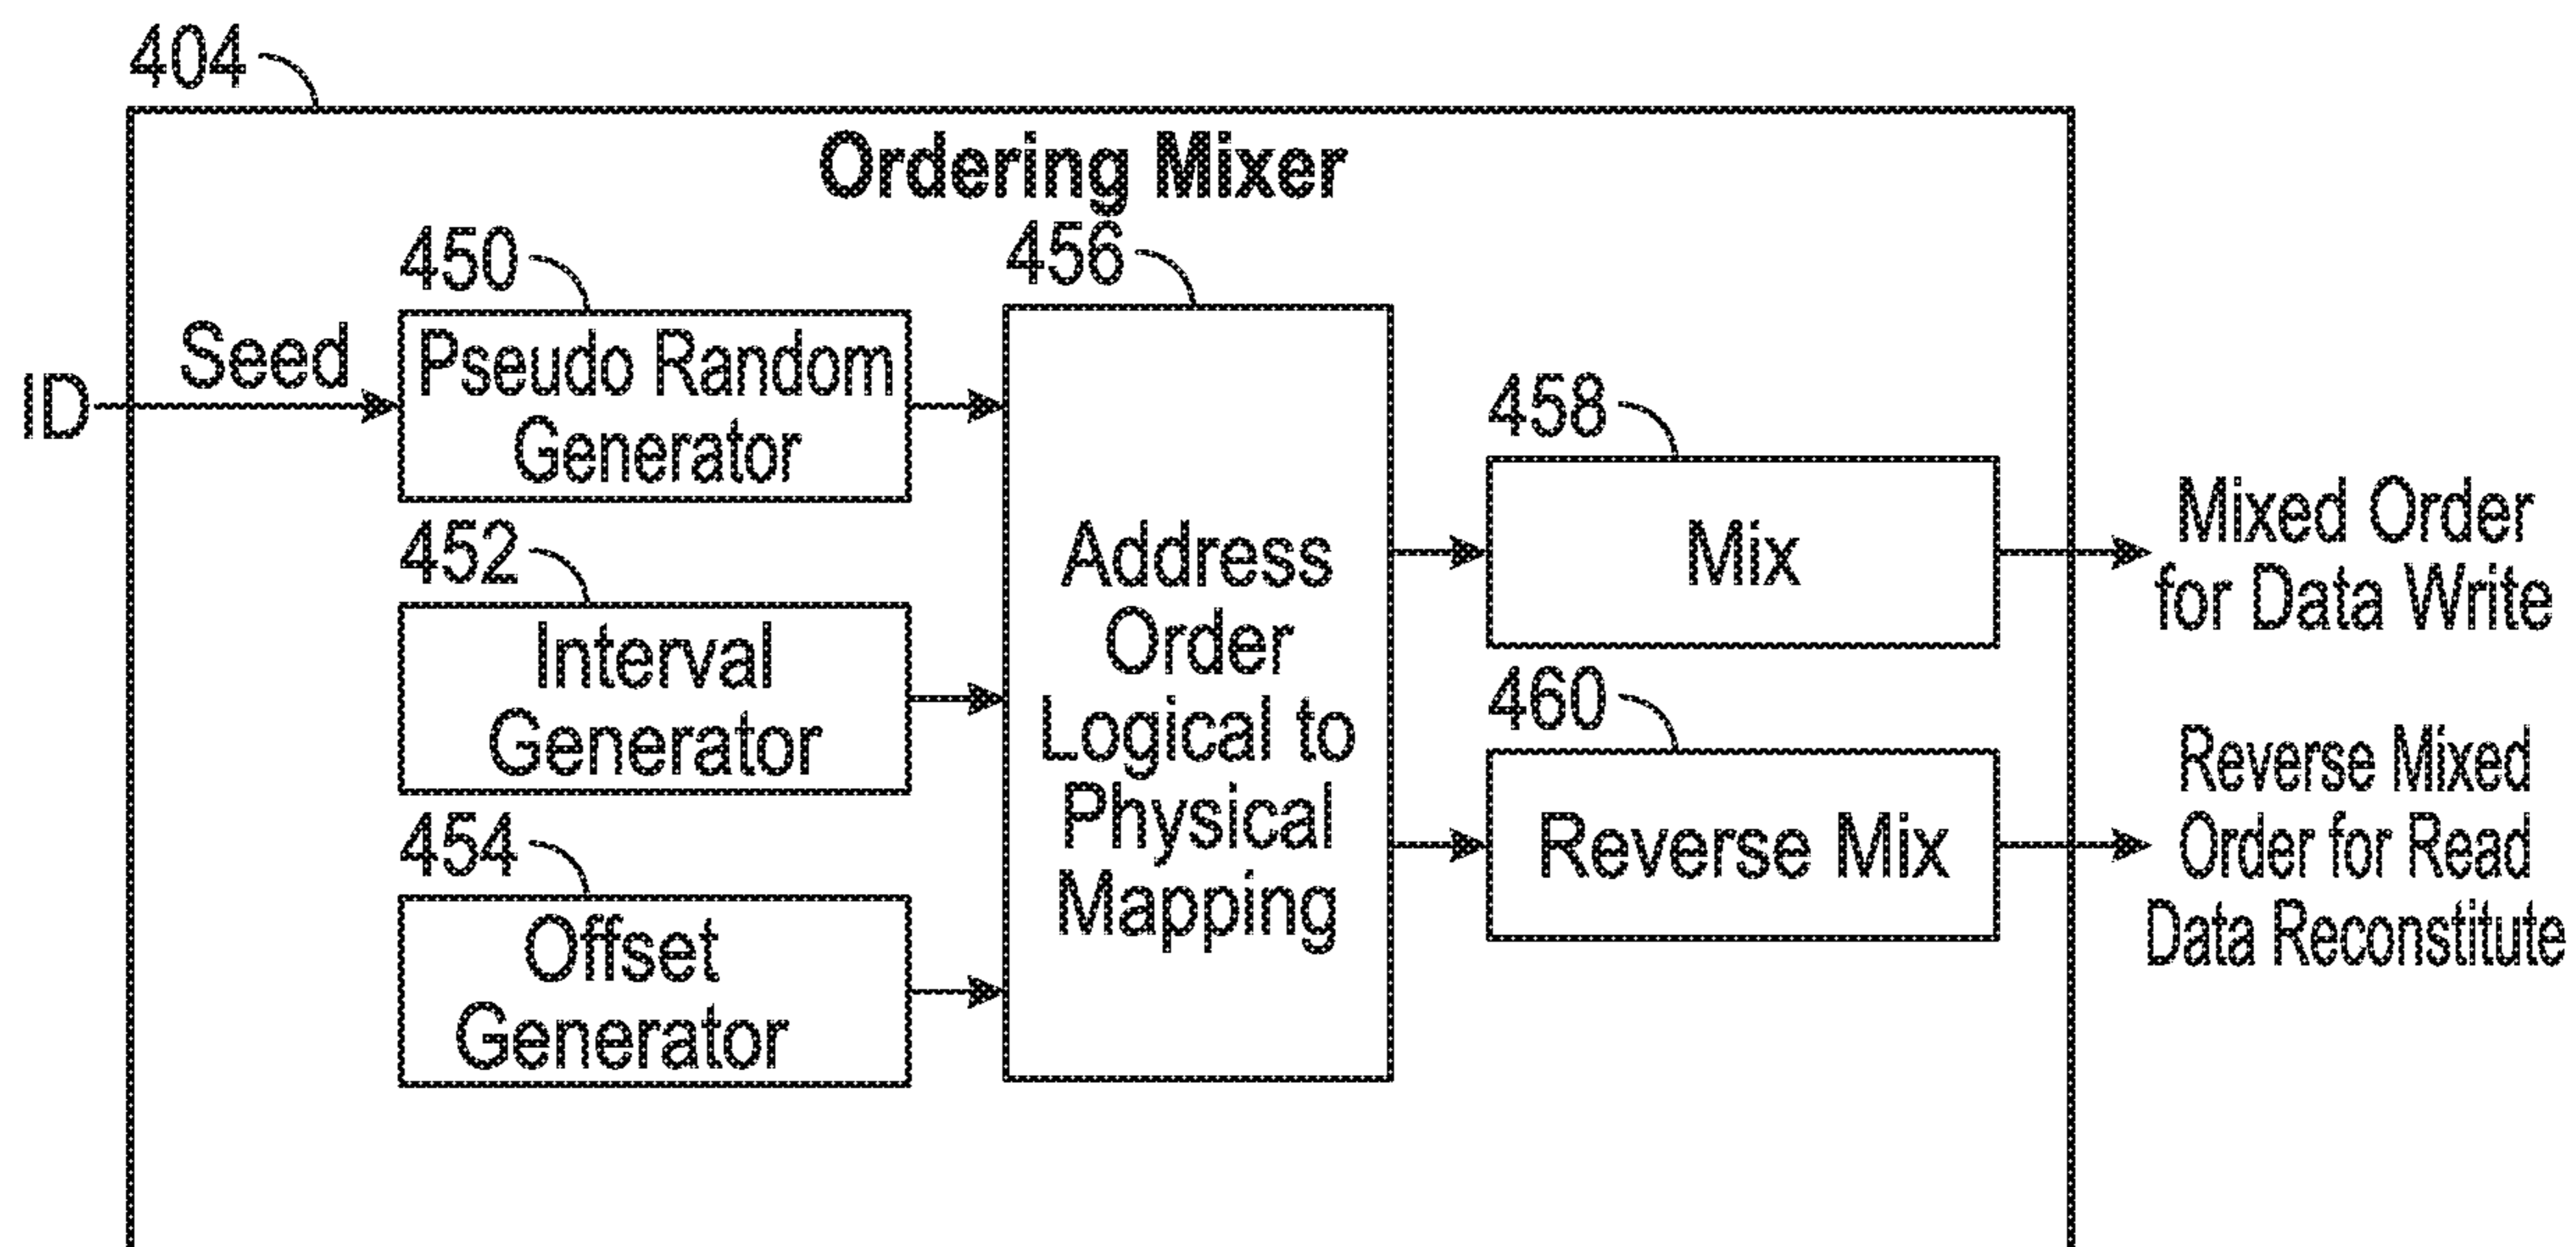 404
Ordering Mixer
450
456
ID
Seed
Pseudo Random
Generator
452
Interval
Generator
454
Offset
Generator
Address
Order
Logical to
Physical
Mapping
458
Mix
460
Reverse Mix
Mixed Order
for Data Write
Reverse Mixed
Order for Read
Data Reconstitute